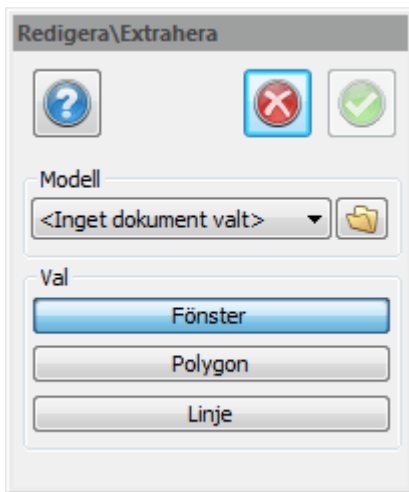 Redigera\Extrahera
Modell
<Inget dokument valt>
Val
Fönster
Polygon
Linje